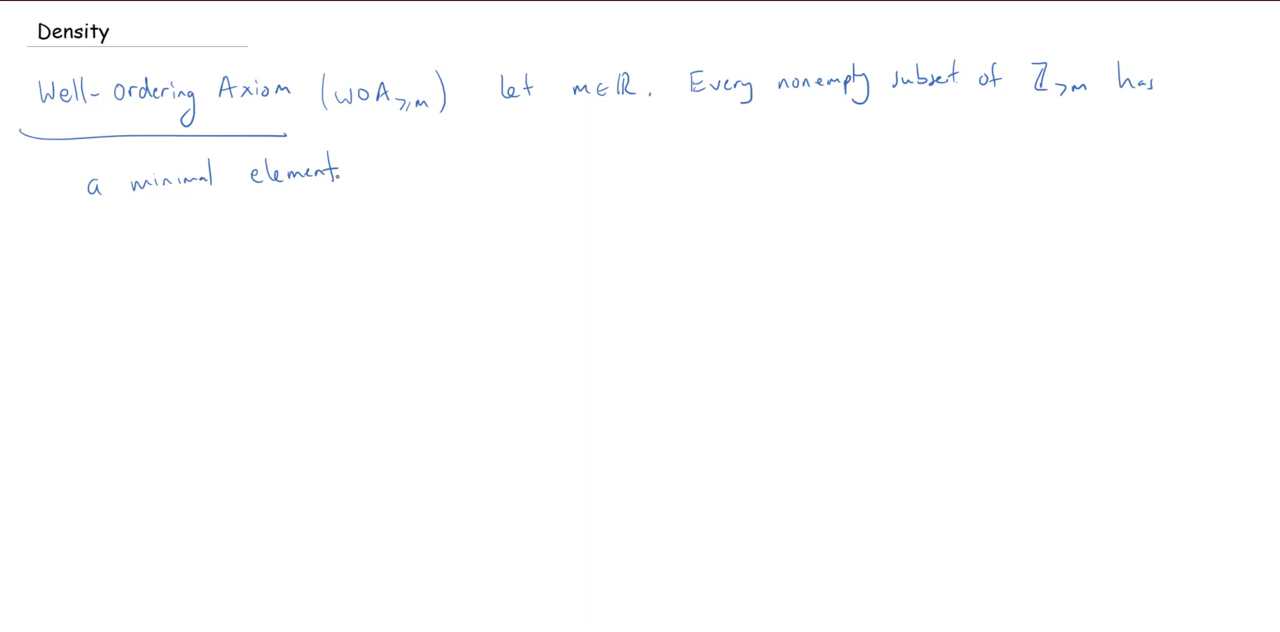 Density
Well-ordering Axiom (WOA⩾m) Let m∈ℝ. Every nonempty subset of ℤ>m has
a minimal element.